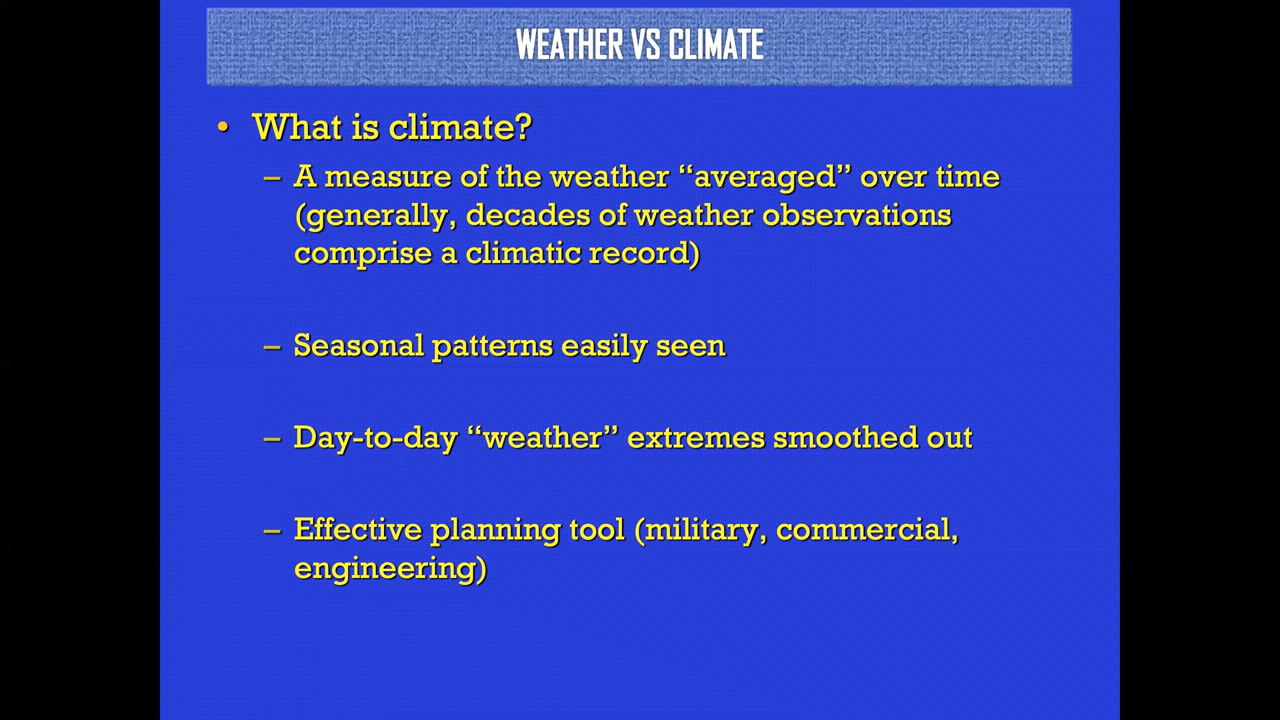 WEATHER VS CLIMATE
• What is climate?
– A measure of the weather “averaged” over time
(generally, decades of weather observations
comprise a climatic record)
– Seasonal patterns easily seen
– Day-to-day “weather” extremes smoothed out
– Effective planning tool (military, commercial,
engineering)